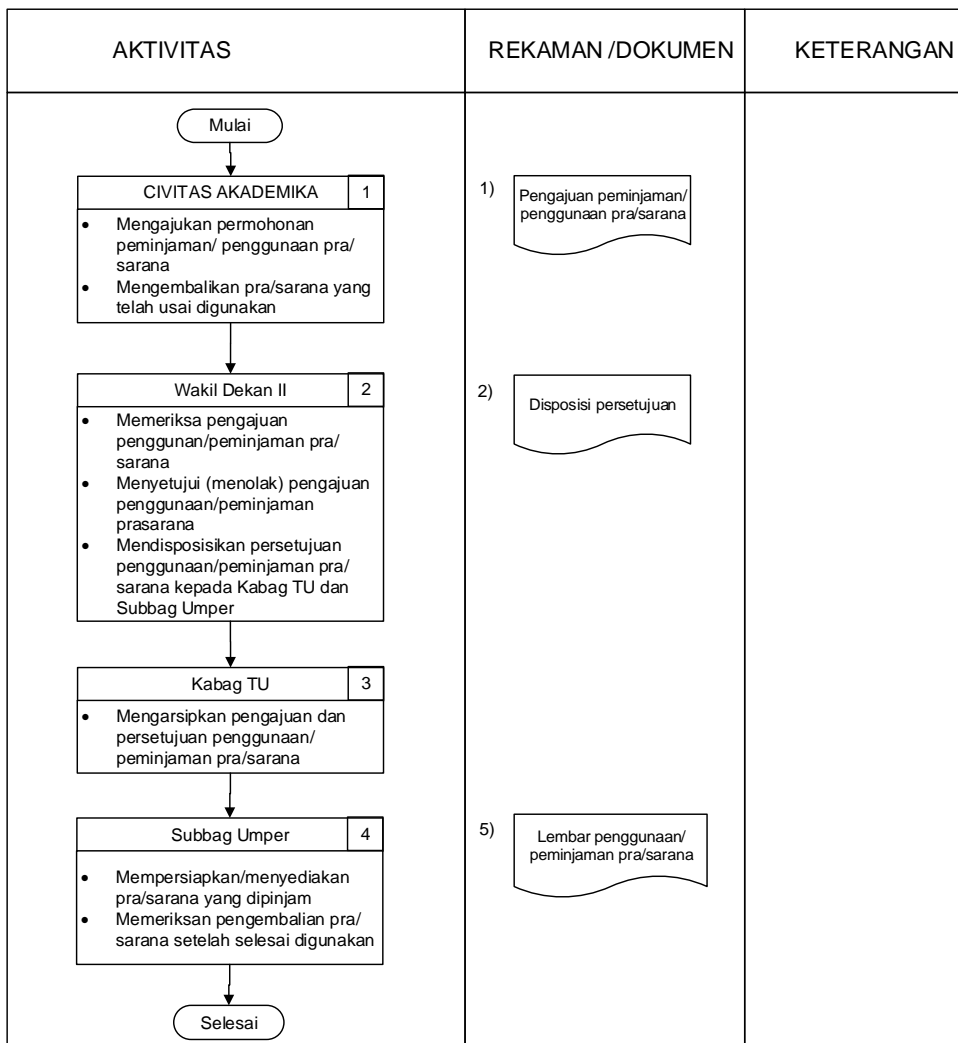 AKTIVITAS
REKAMAN /DOKUMEN
KETERANGAN
Mulai
CIVITAS AKADEMIKA
1
• Mengajukan permohonan
peminjaman/ penggunaan pra/
sarana
• Mengembalikan pra/sarana yang
telah usai digunakan
1)
Pengajuan peminjaman/
penggunaan pra/sarana
Wakil Dekan II
2
• Memeriksa pengajuan
penggunan/peminjaman pra/
sarana
• Menyetujui (menolak) pengajuan
penggunaan/peminjaman
prasarana
• Mendisposisikan persetujuan
penggunaan/peminjaman pra/
sarana kepada Kabag TU dan
Subbag Umper
2)
Disposisi persetujuan
Kabag TU
3
• Mengarsipkan pengajuan dan
persetujuan penggunaan/
peminjaman pra/sarana
Subbag Umper
4
• Mempersiapkan/menyediakan
pra/sarana yang dipinjam
• Memeriksan pengembalian pra/
sarana setelah selesai digunakan
5)
Lembar penggunaan/
peminjaman pra/sarana
Selesai